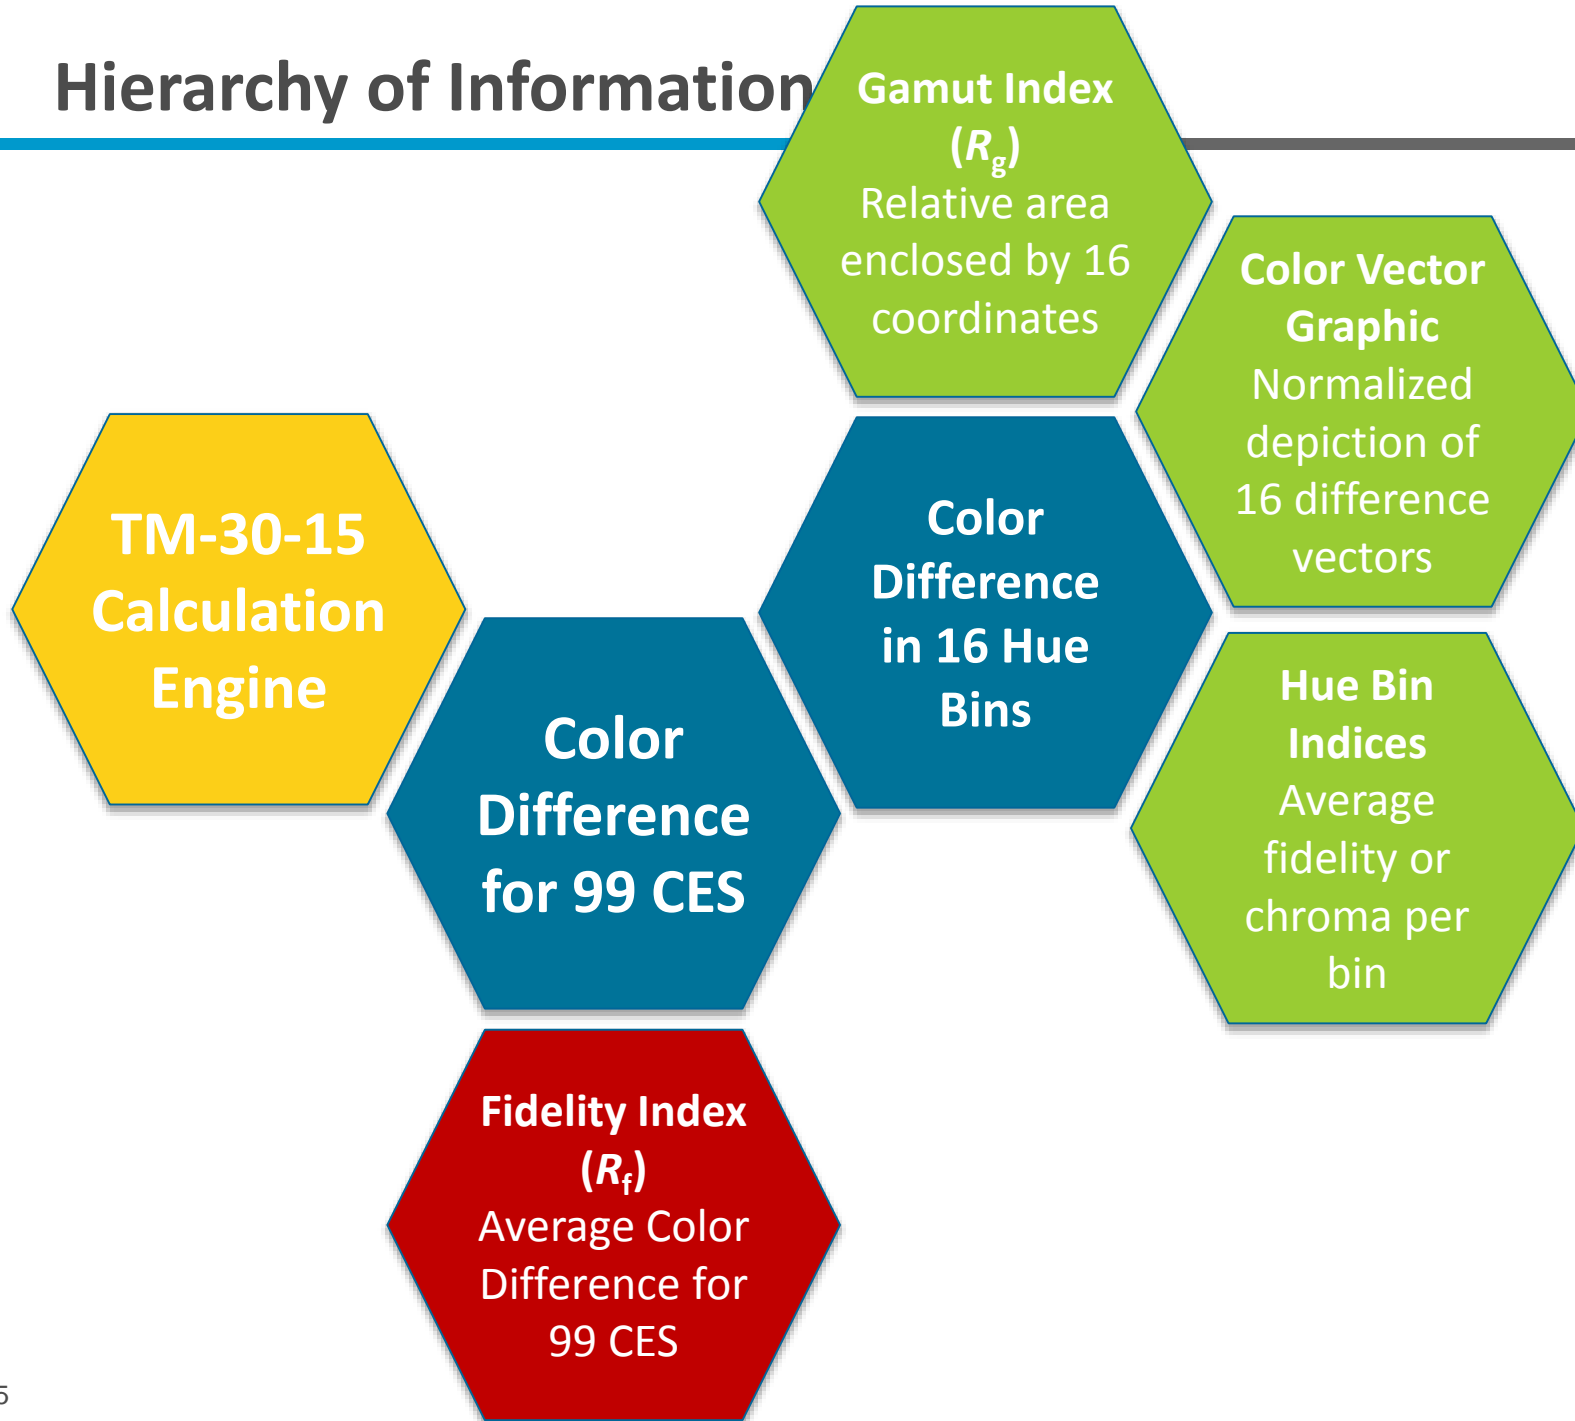 Hierarchy of Information
Gamut Index
(Rg)
Relative area
enclosed by 16
coordinates
Color Vector
Graphic
Normalized
depiction of
16 difference
vectors
TM-30-15
Calculation
Engine
Color
Difference
in 16 Hue
Bins
Color
Difference
for 99 CES
Hue Bin
Indices
Average
fidelity or
chroma per
bin
Fidelity Index
(Rf)
Average Color
Difference for
99 CES
5